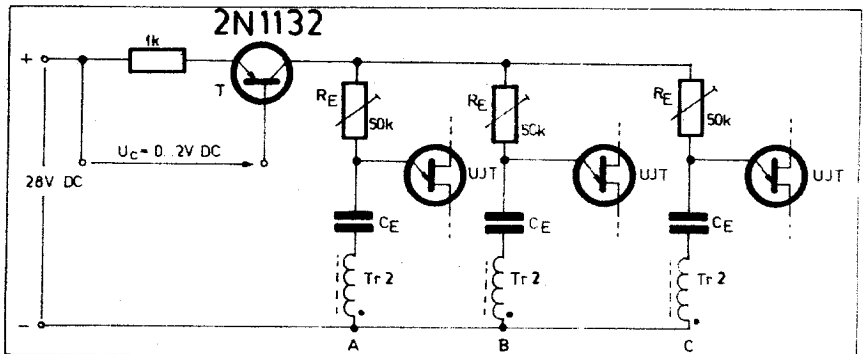 2N1132
+
1k
T
R_E
50k
R_E
50k
R_E
50k
U_C = 0...2V DC
28V DC
UJT
UJT
UJT
C_E
C_E
C_E
Tr 2
Tr 2
Tr 2
-
A
B
C